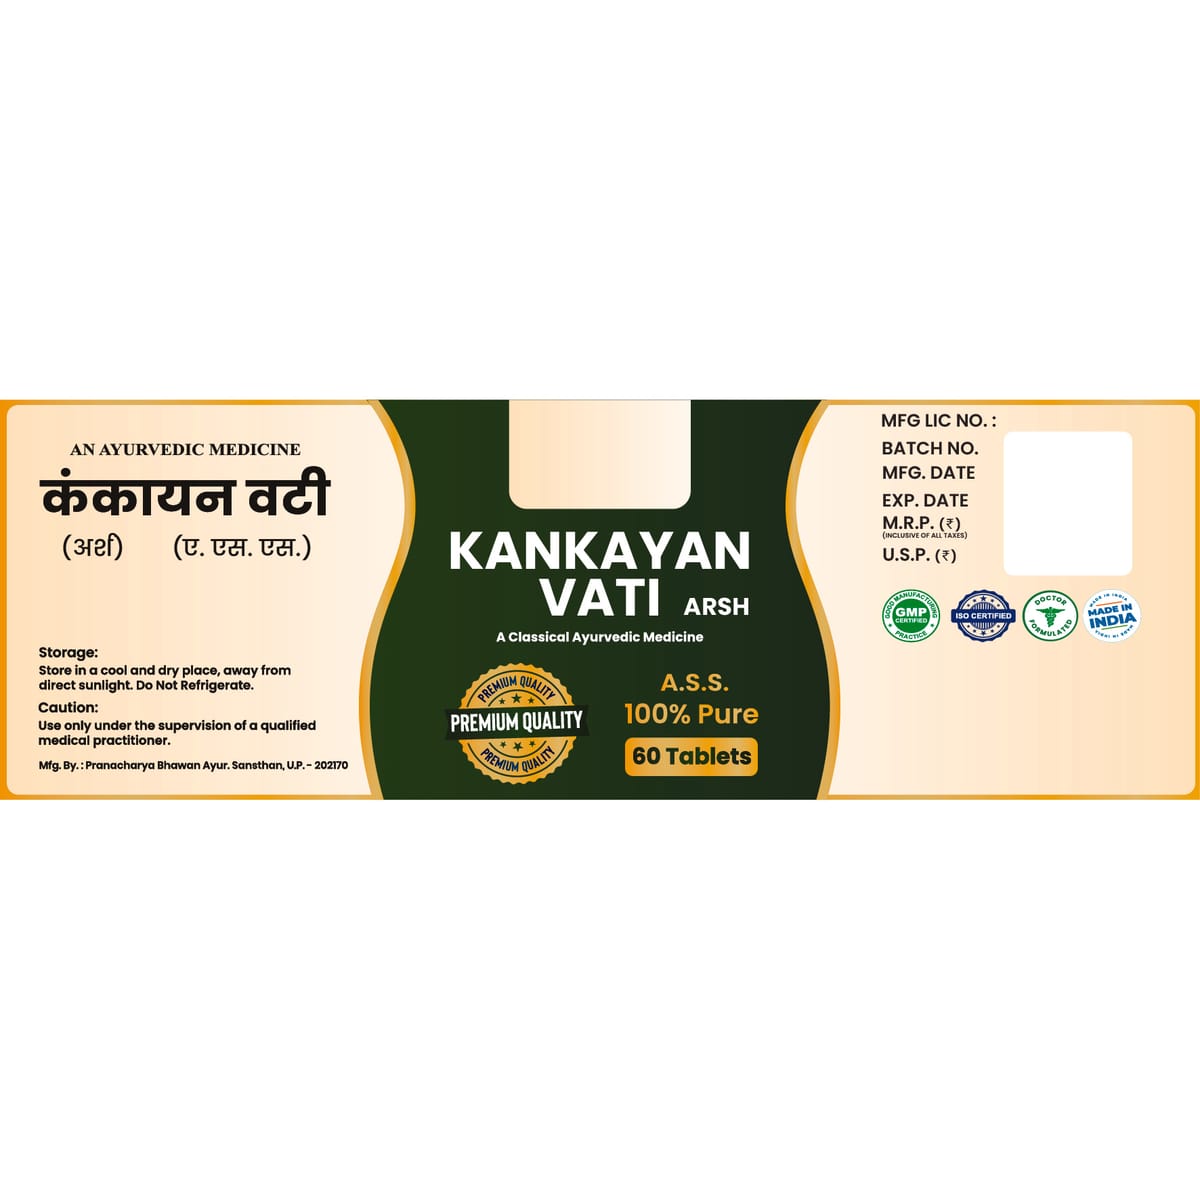 AN AYURVEDIC MEDICINE
कंकायन वटी
(अर्श) (ए. एस. एस.)
Storage:
Store in a cool and dry place, away from
direct sunlight. Do Not Refrigerate.
Caution:
Use only under the supervision of a qualified
medical practitioner.
Mfg. By. : Pranacharya Bhawan Ayur. Sansthan, U.P. - 202170
KANKAYAN
VATI ARSH
A Classical Ayurvedic Medicine
PREMIUM QUALITY
PREMIUM QUALITY
PREMIUM QUALITY
A.S.S.
100% Pure
60 Tablets
MFG LIC NO. :
BATCH NO.
MFG. DATE
EXP. DATE
M.R.P. (₹)
(INCLUSIVE OF ALL TAXES)
U.S.P. (₹)
GOOD MANUFACTURING
GMP
CERTIFIED
PRACTICE
ISO CERTIFIED
DOCTOR
FORMULATED
MADE IN INDIA
MADE IN
INDIA